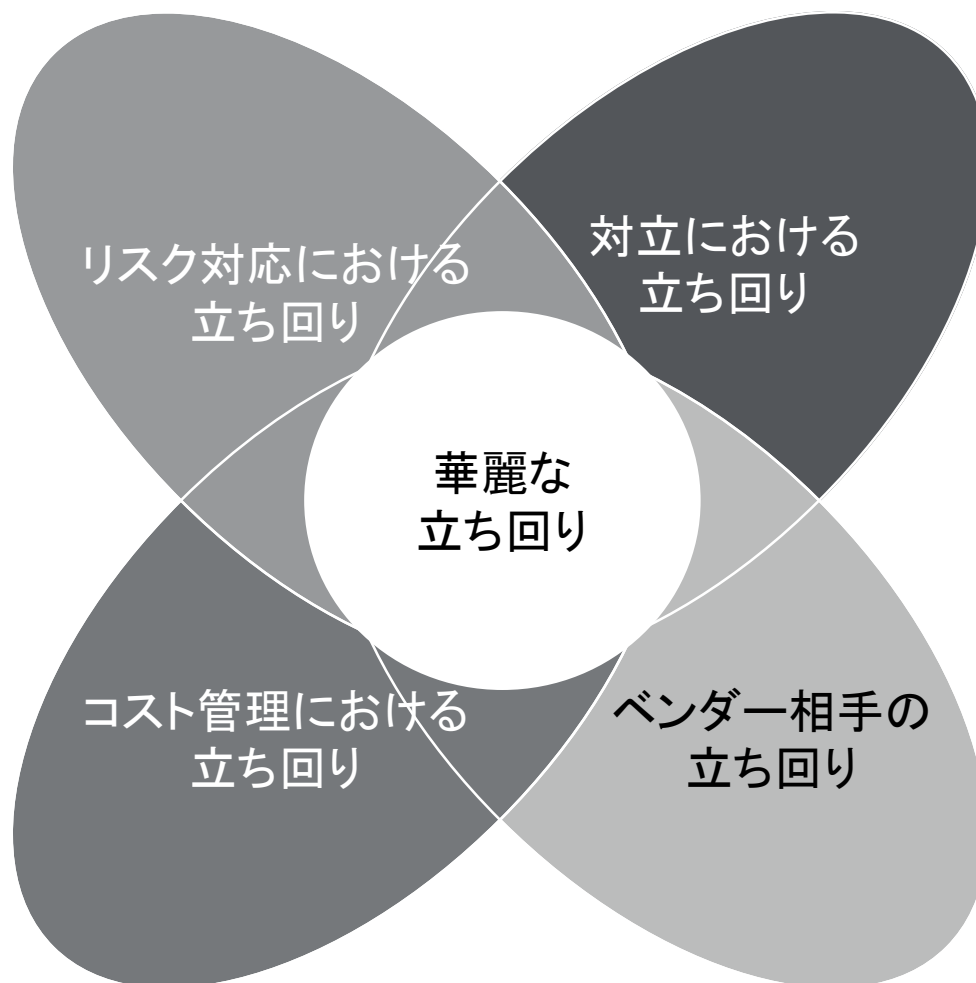 リスク対応における
立ち回り
対立における
立ち回り
華麗な
立ち回り
コスト管理における
立ち回り
ベンダー相手の
立ち回り